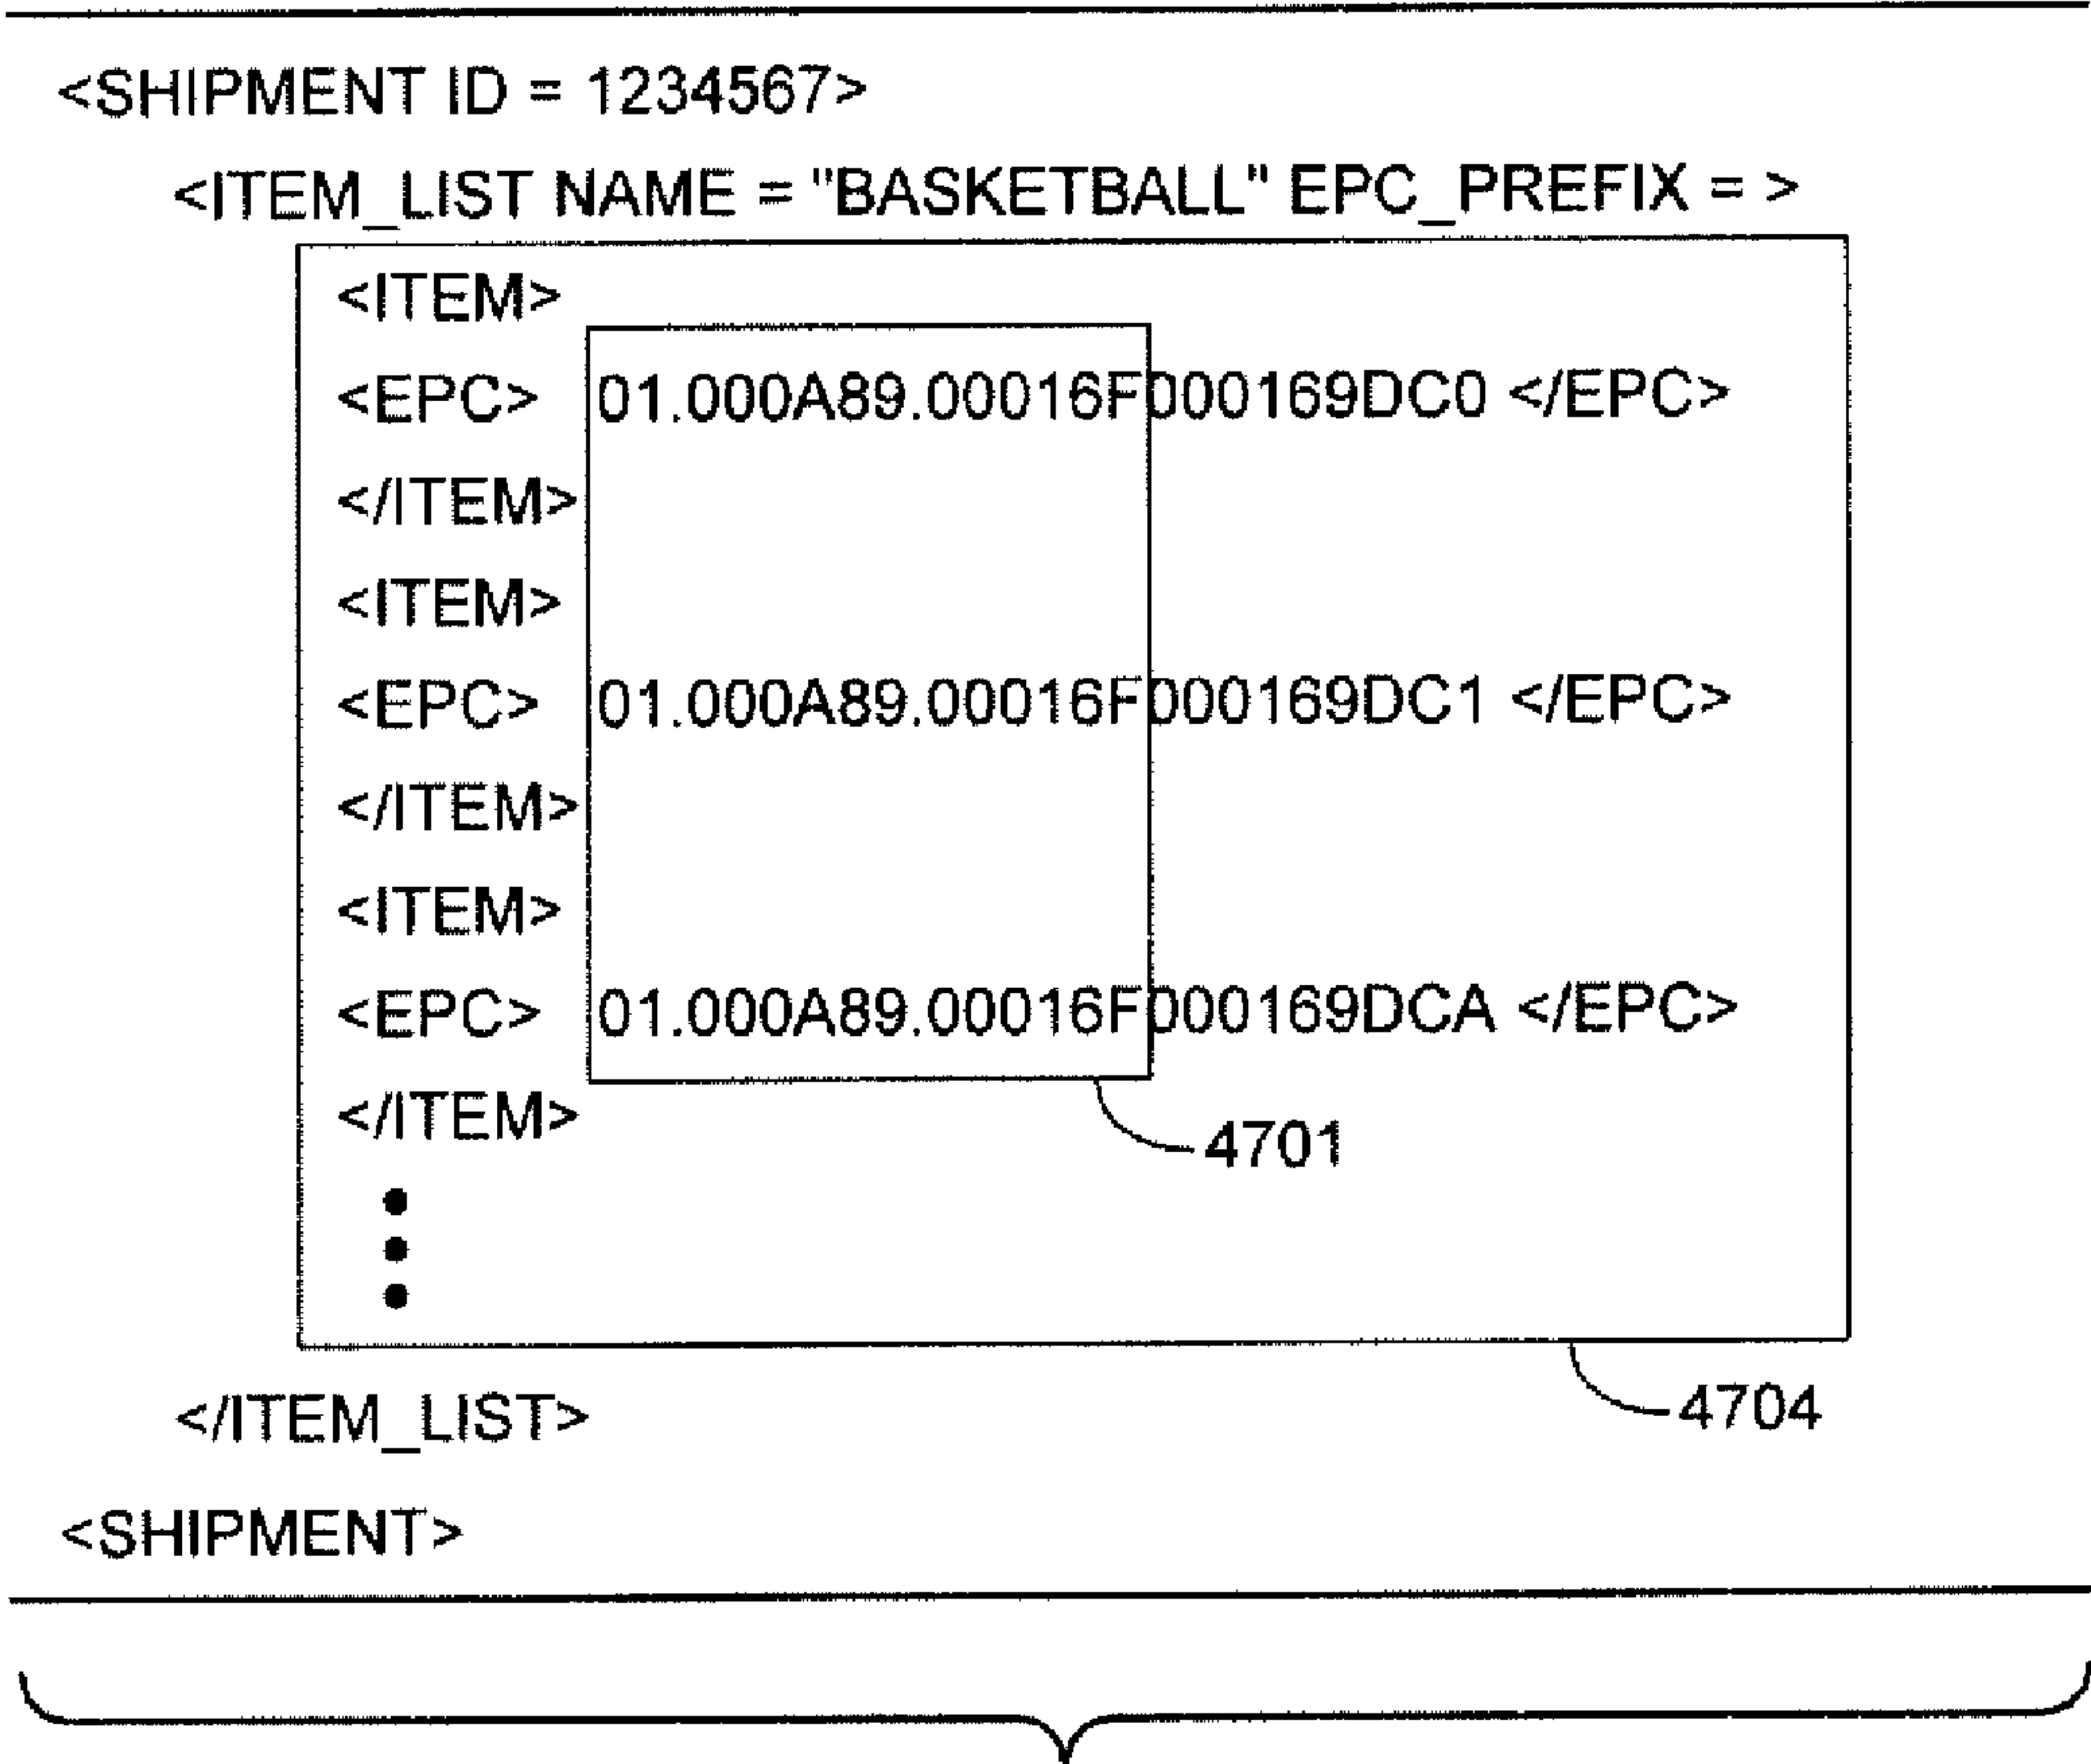 <SHIPMENT ID = 1234567>
<ITEM_LIST NAME = "BASKETBALL" EPC_PREFIX = >
<ITEM>
<EPC> 01.000A89.00016F000169DC0 </EPC>
</ITEM>
<ITEM>
<EPC> 01.000A89.00016F000169DC1 </EPC>
</ITEM>
<ITEM>
<EPC> 01.000A89.00016F000169DCA </EPC>
</ITEM>
4701
</ITEM_LIST>
4704
<SHIPMENT>